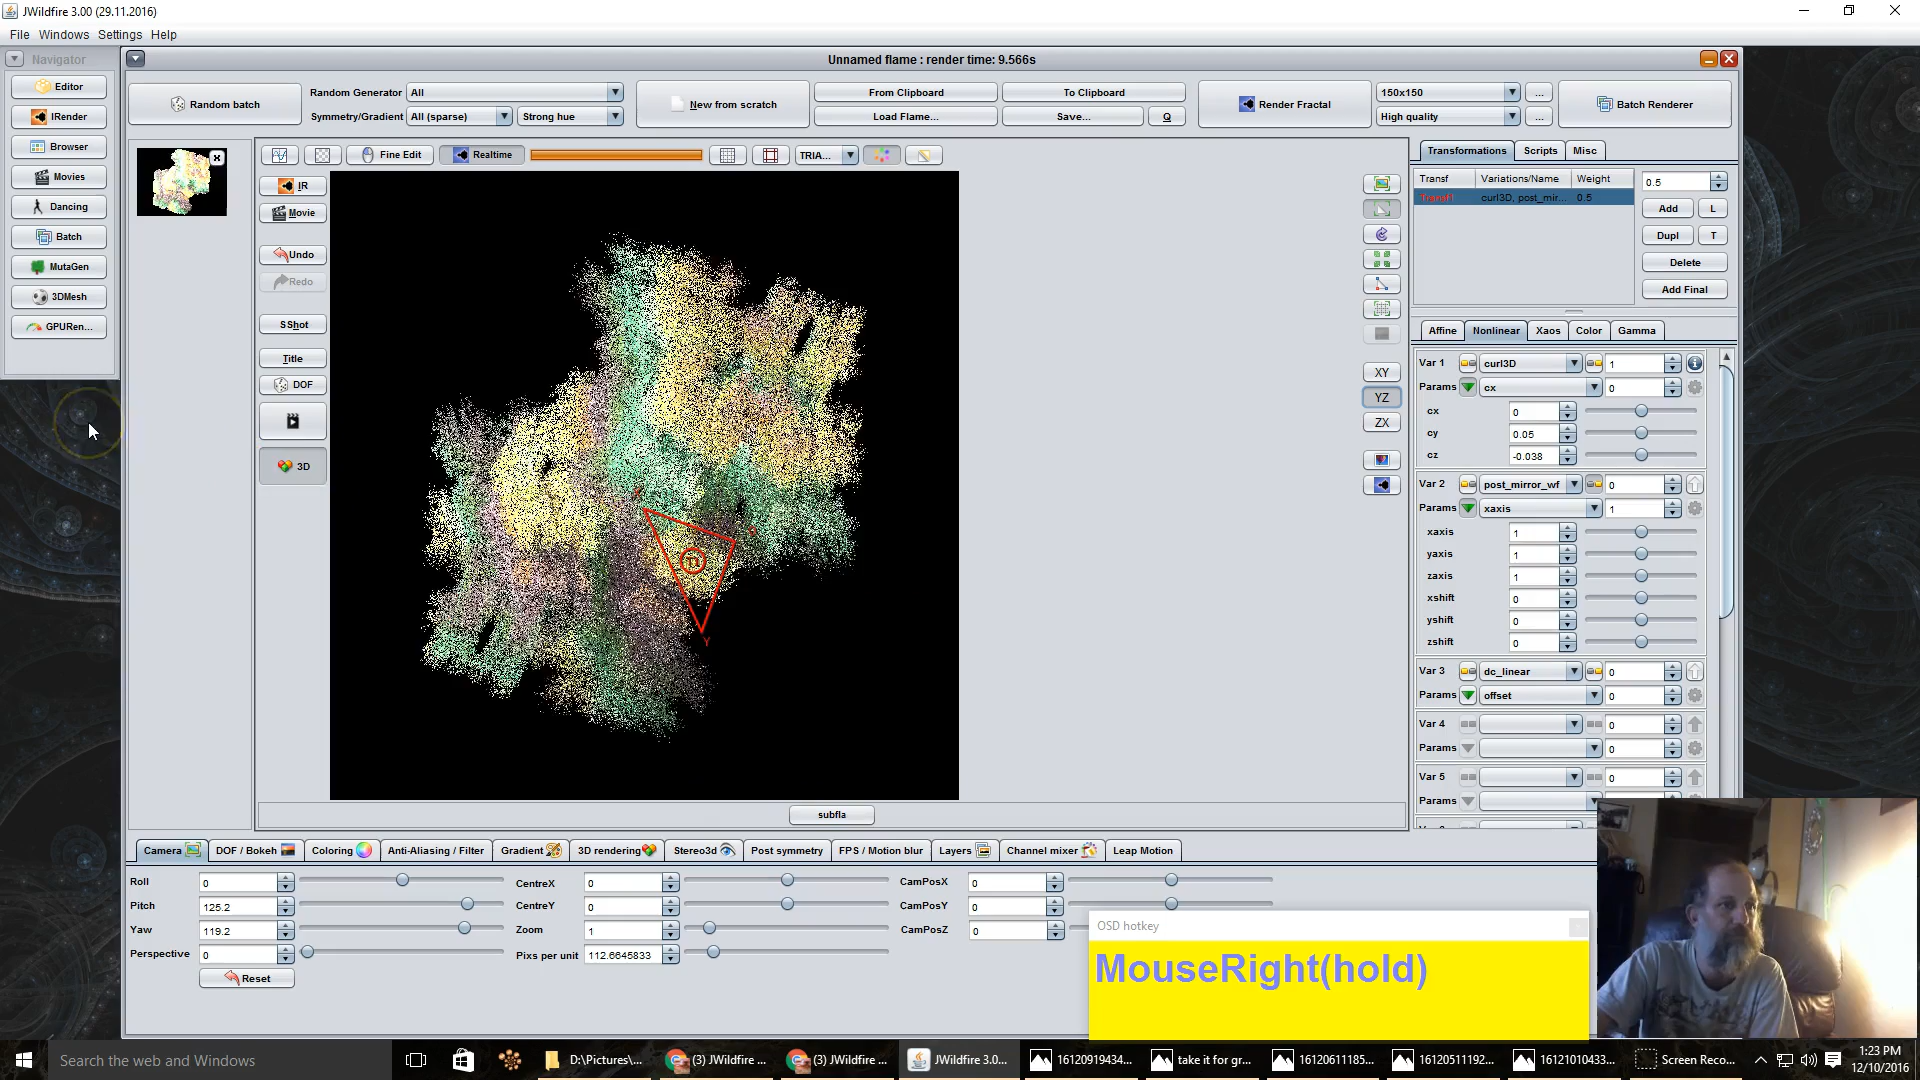 JWildfire 3.00 (29.11.2016)
File Windows Settings Help
Navigator
Editor
IRender
Browser
Movies
Dancing
Batch
MutaGen
3DMesh
GPURen...
Unnamed flame : render time: 9.566s
Random batch
Random Generator All
Symmetry/Gradient All (sparse) Strong hue
New from scratch
From Clipboard To Clipboard
Load Flame... Save... Q
Render Fractal
150x150 ...
High quality ...
Batch Renderer
Fine Edit Realtime TRIA...
IR
Movie
Undo
Redo
SShot
Title
DOF
3D
T1
Y
XY
YZ
ZX
subfla
Transformations Scripts Misc
Transf Variations/Name Weight
Transf1 curl3D, post_mir... 0.5
0.5
Add L
Dupl T
Delete
Add Final
Affine Nonlinear Xaos Color Gamma
Var 1 curl3D 1
Params cx 0
cx 0
cy 0.05
cz -0.038
Var 2 post_mirror_wf 0
Params xaxis 1
xaxis 1
yaxis 1
zaxis 1
xshift 0
yshift 0
zshift 0
Var 3 dc_linear 0
Params offset 0
Var 4 0
Params 0
Var 5 0
Params 0
Camera DOF / Bokeh Coloring Anti-Aliasing / Filter Gradient 3D rendering Stereo3d Post symmetry FPS / Motion blur Layers Channel mixer Leap Motion
Roll 0 CentreX 0 CamPosX 0
Pitch 125.2 CentreY 0 CamPosY 0
Yaw 119.2 Zoom 1 CamPosZ 0
Perspective 0 Pixs per unit 112.6645833
Reset
OSD hotkey
MouseRight(hold)
Search the web and Windows
D:\Pictures\...
(3) JWildfire ...
(3) JWildfire ...
JWildfire 3.0...
16120919434...
take it for gr...
16120611185...
16120511192...
16121010433...
Screen Reco...
1:23 PM
12/10/2016